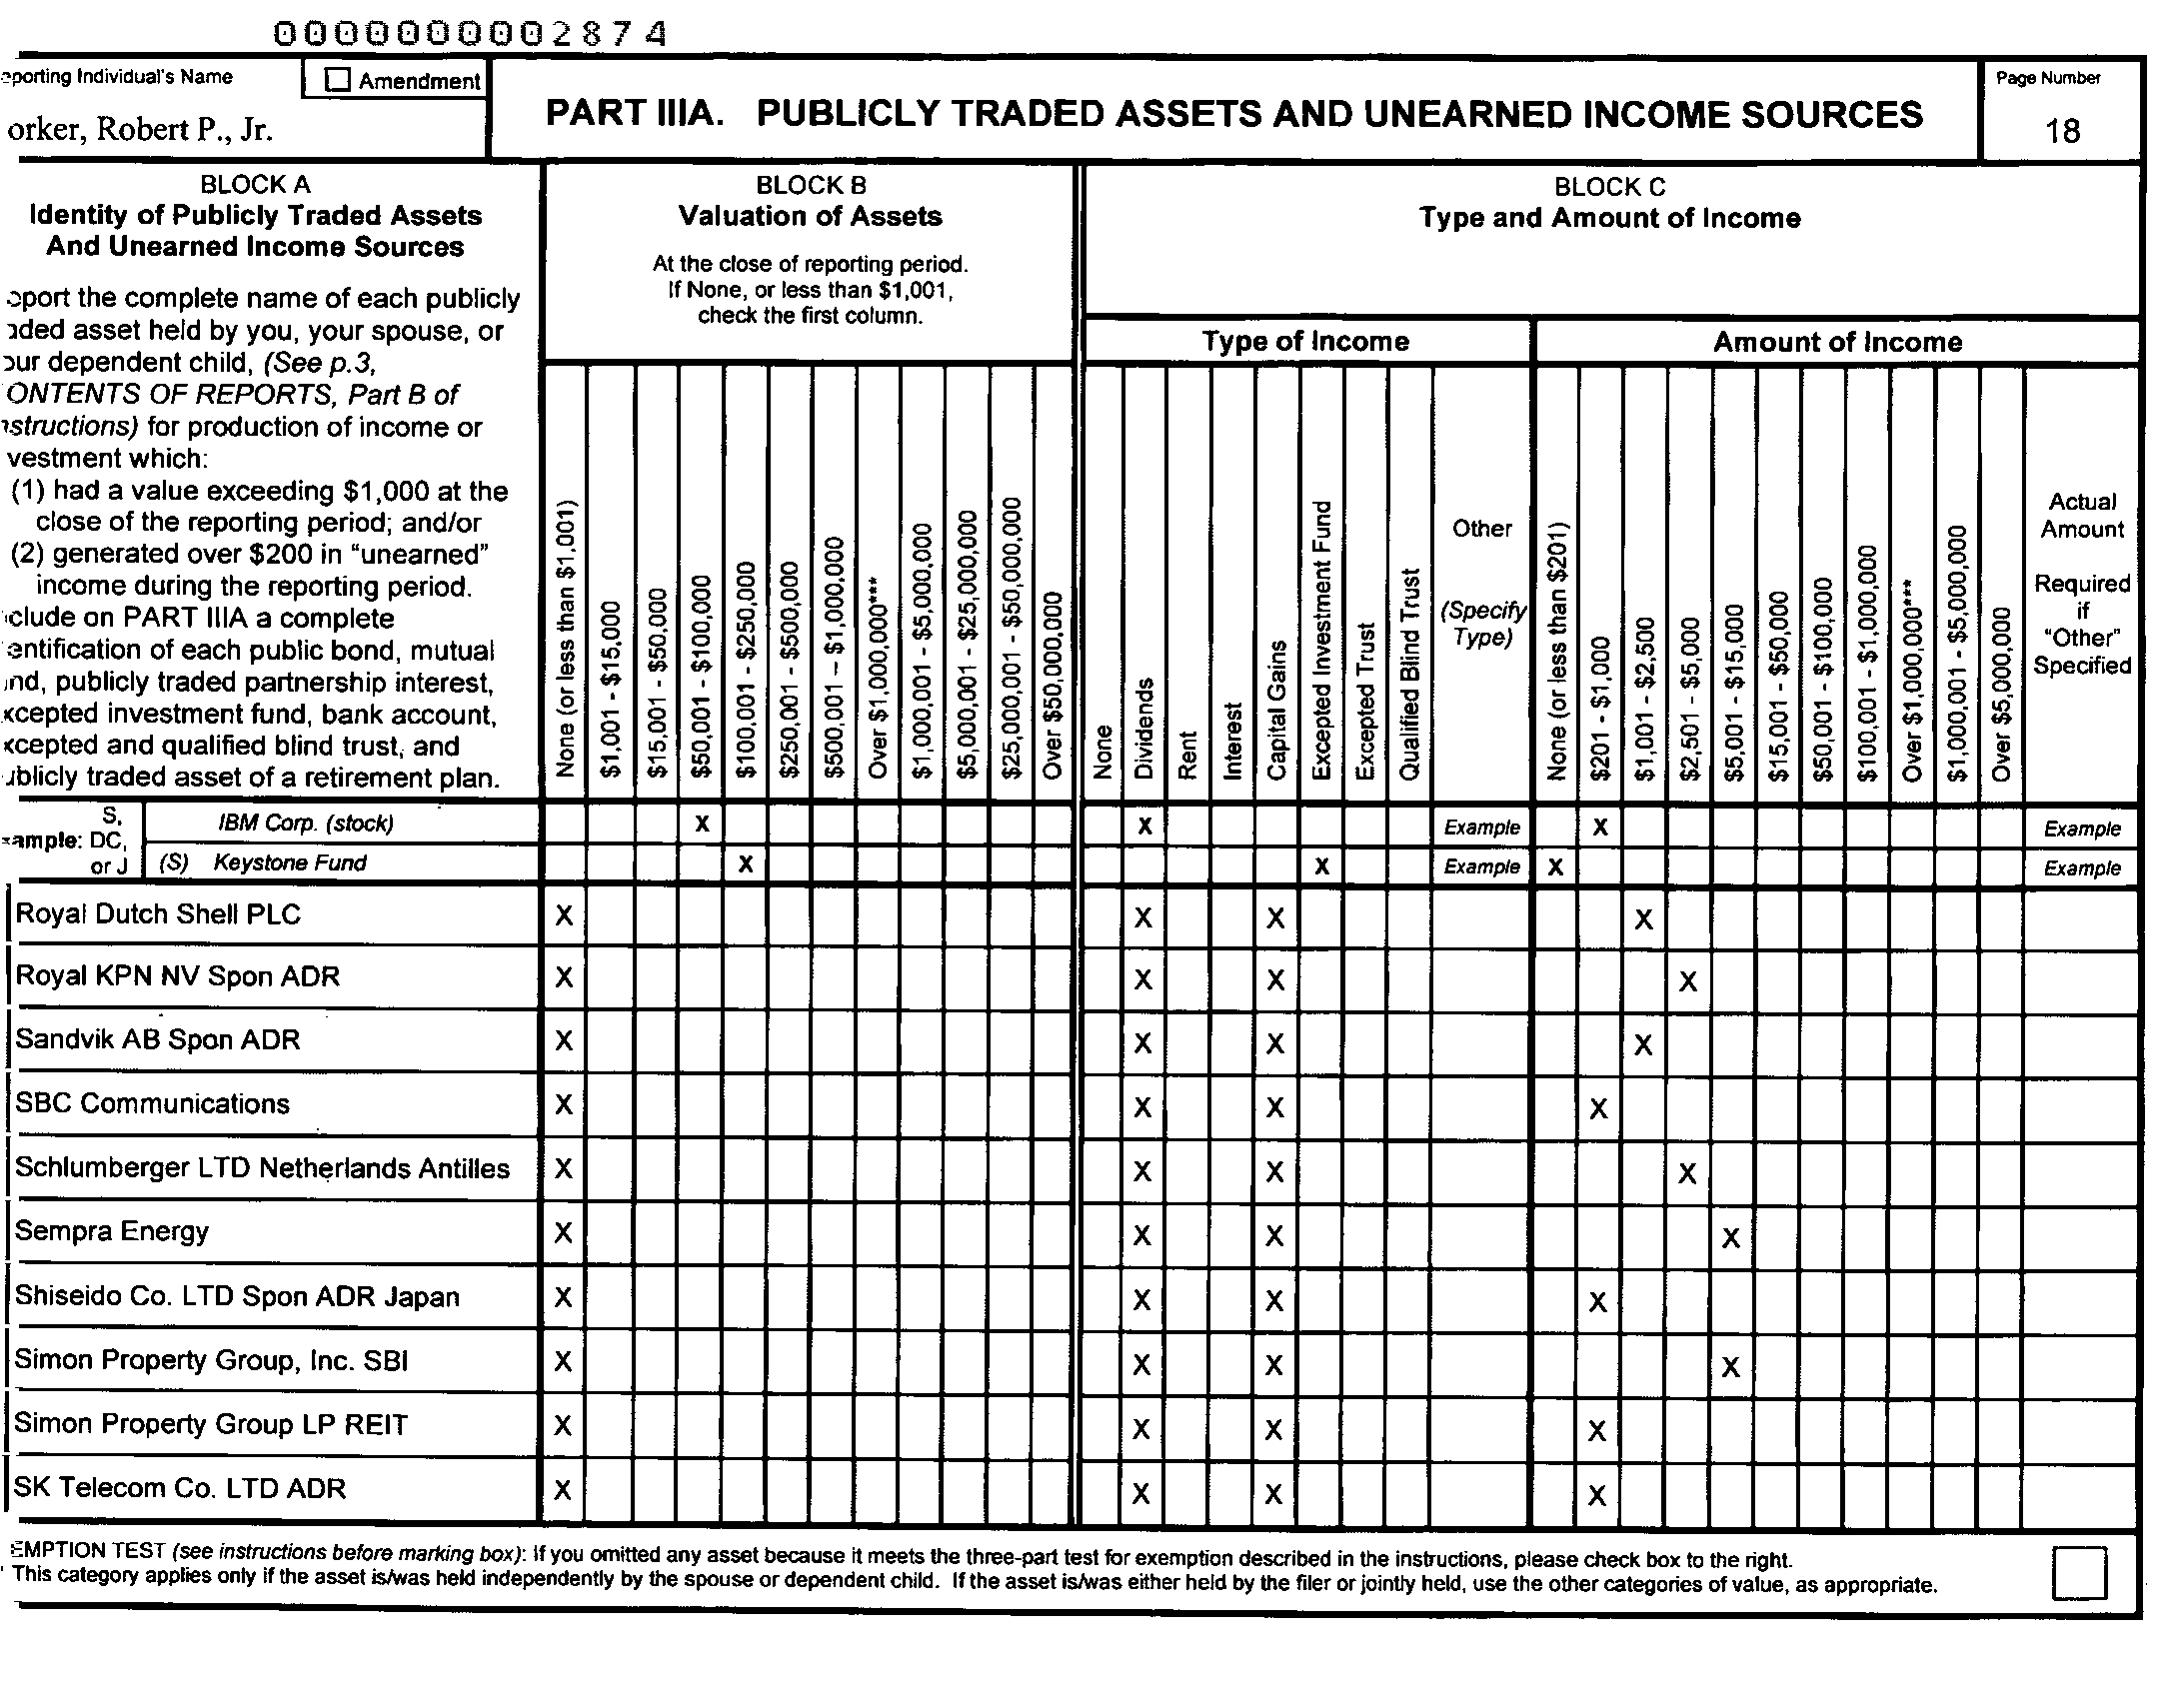 0000000002874
eporting Individual's Name
Amendment
orker, Robert P., Jr.
PART IIIA. PUBLICLY TRADED ASSETS AND UNEARNED INCOME SOURCES
Page Number
18
BLOCK A
Identity of Publicly Traded Assets
And Unearned Income Sources
eport the complete name of each publicly
aded asset held by you, your spouse, or
our dependent child, (See p.3,
ONTENTS OF REPORTS, Part B of
nstructions) for production of income or
vestment which:
(1) had a value exceeding $1,000 at the
close of the reporting period; and/or
(2) generated over $200 in "unearned"
income during the reporting period.
clude on PART IIIA a complete
entification of each public bond, mutual
und, publicly traded partnership interest,
xcepted investment fund, bank account,
xcepted and qualified blind trust, and
ublicly traded asset of a retirement plan.
BLOCK B
Valuation of Assets
At the close of reporting period.
If None, or less than $1,001,
check the first column.
None (or less than $1,001)
$1,001 - $15,000
$15,001 - $50,000
$50,001 - $100,000
$100,001 - $250,000
$250,001 - $500,000
$500,001 – $1,000,000
Over $1,000,000***
$1,000,001 - $5,000,000
$5,000,001 - $25,000,000
$25,000,001 - $50,000,000
Over $50,000,000
BLOCK C
Type and Amount of Income
Type of Income
None
Dividends
Rent
Interest
Capital Gains
Excepted Investment Fund
Excepted Trust
Qualified Blind Trust
Other
(Specify
Type)
Amount of Income
None (or less than $201)
$201 - $1,000
$1,001 - $2,500
$2,501 - $5,000
$5,001 - $15,000
$15,001 - $50,000
$50,001 - $100,000
$100,001 - $1,000,000
Over $1,000,000***
$1,000,001 - $5,000,000
Over $5,000,000
Actual
Amount
Required
if
"Other"
Specified
xample: S, DC, or J
IBM Corp. (stock) X X Example X Example
(S) Keystone Fund X X Example X Example
Royal Dutch Shell PLC X X X X
Royal KPN NV Spon ADR X X X X
Sandvik AB Spon ADR X X X X
SBC Communications X X X X
Schlumberger LTD Netherlands Antilles X X X X
Sempra Energy X X X X
Shiseido Co. LTD Spon ADR Japan X X X X
Simon Property Group, Inc. SBI X X X X
Simon Property Group LP REIT X X X X
SK Telecom Co. LTD ADR X X X X
EMPTION TEST (see instructions before marking box): If you omitted any asset because it meets the three-part test for exemption described in the instructions, please check box to the right.
This category applies only if the asset is/was held independently by the spouse or dependent child. If the asset is/was either held by the filer or jointly held, use the other categories of value, as appropriate.